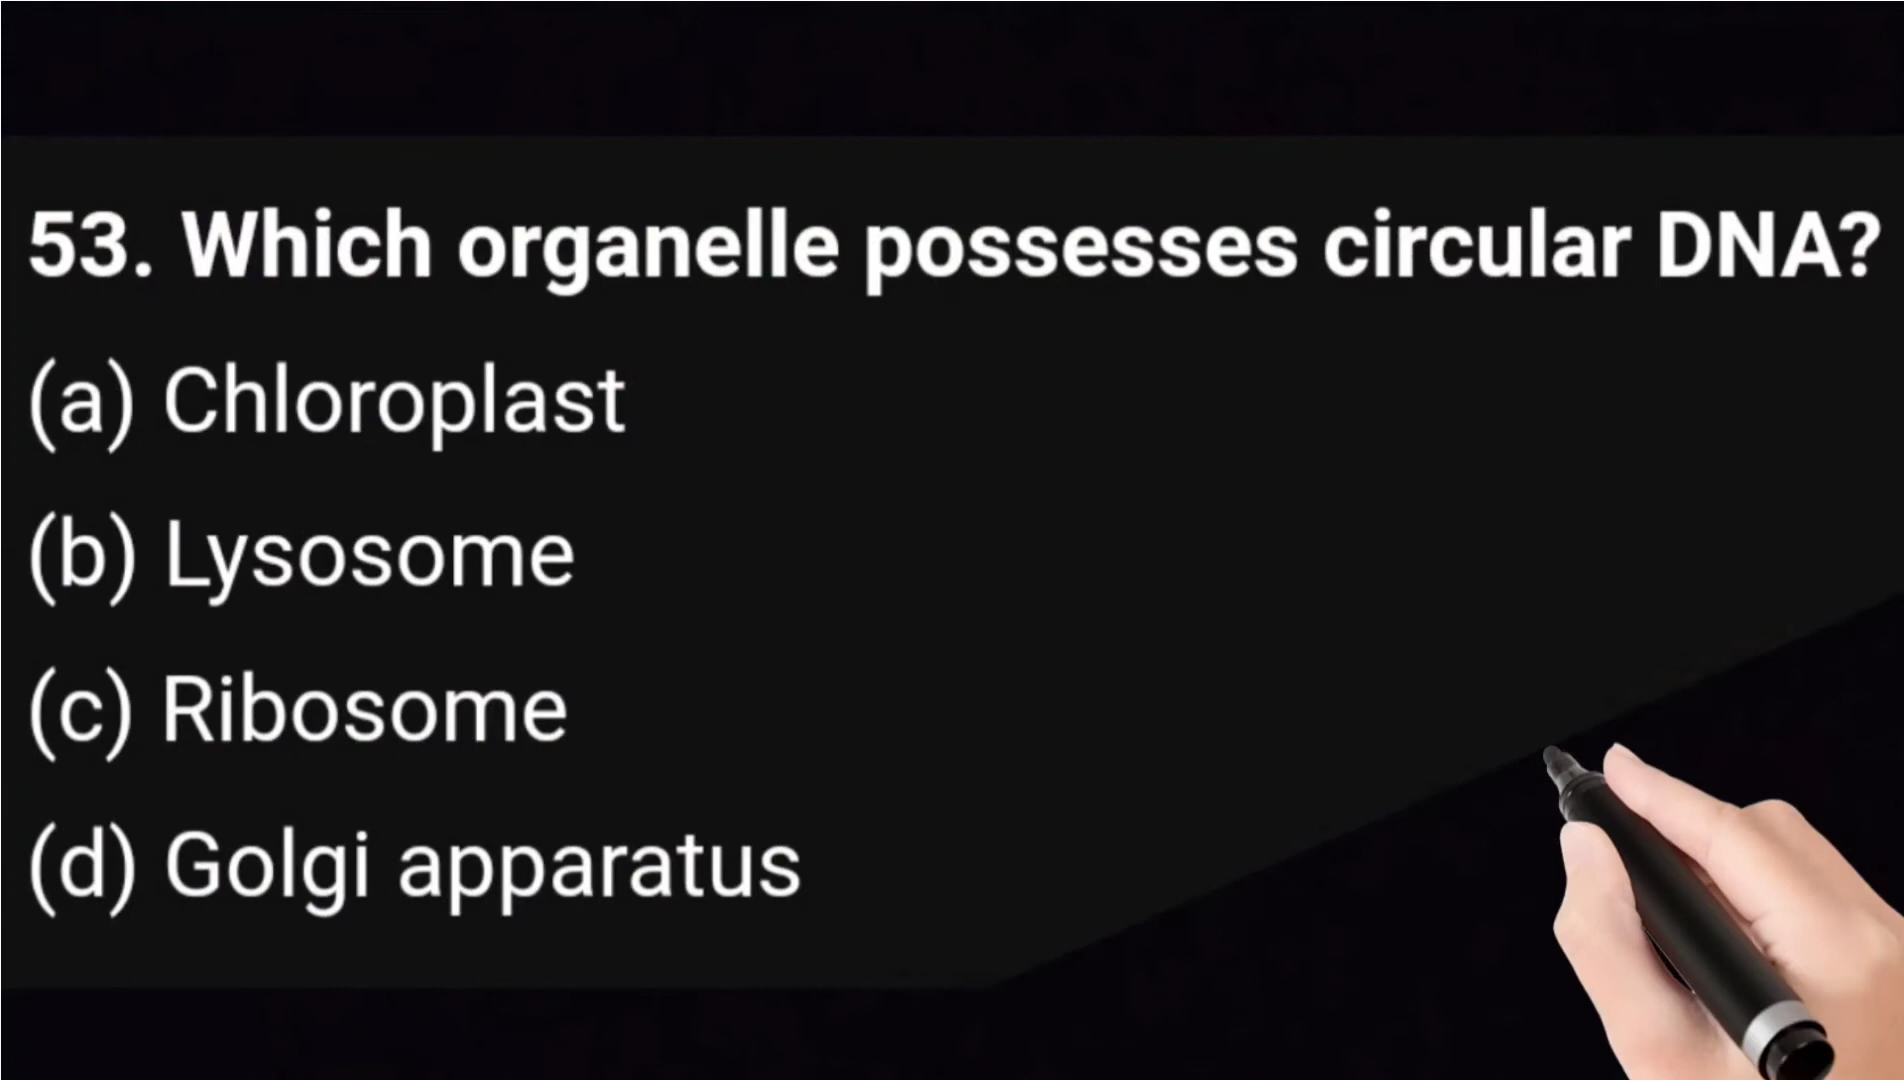 53. Which organelle possesses circular DNA?
(a) Chloroplast
(b) Lysosome
(c) Ribosome
(d) Golgi apparatus